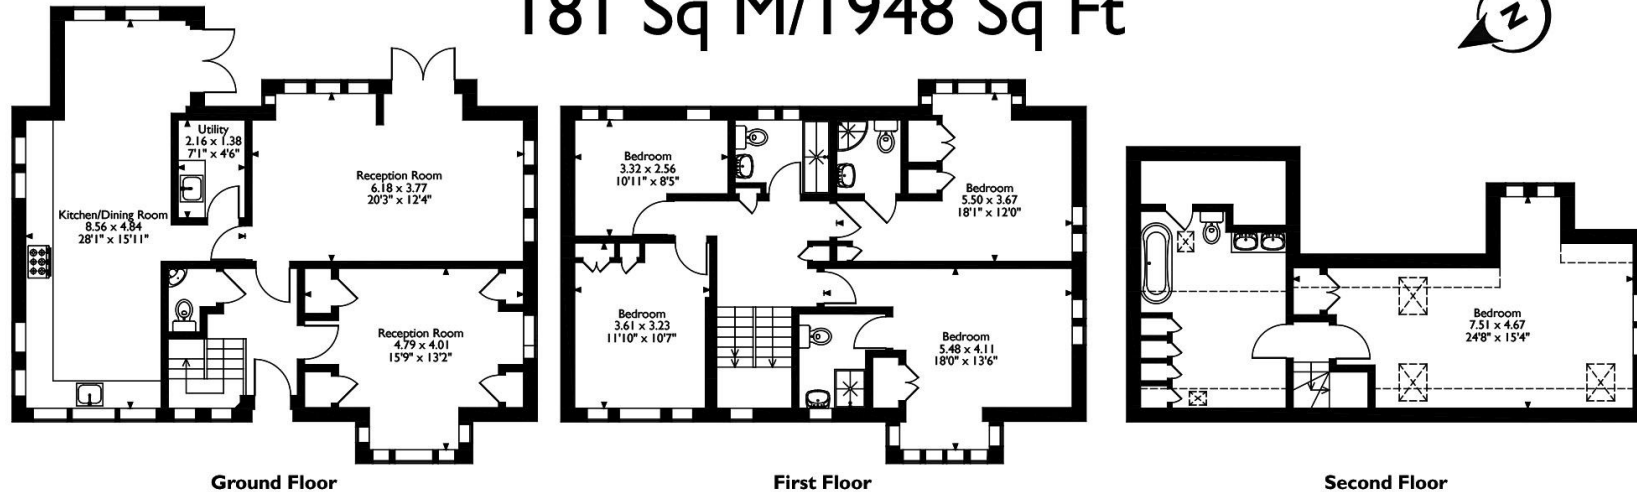 181 Sq M/1948 Sq Ft
N
Utility
2.16 x 1.38
7'1" x 4'6"
Kitchen/Dining Room
8.56 x 4.84
28'1" x 15'11"
Reception Room
6.18 x 3.77
20'3" x 12'4"
Reception Room
4.79 x 4.01
15'9" x 13'2"
Ground Floor
Bedroom
3.32 x 2.56
10'11" x 8'5"
Bedroom
5.50 x 3.67
18'1" x 12'0"
Bedroom
3.61 x 3.23
11'10" x 10'7"
Bedroom
5.48 x 4.11
18'0" x 13'6"
First Floor
Bedroom
7.51 x 4.67
24'8" x 15'4"
Second Floor